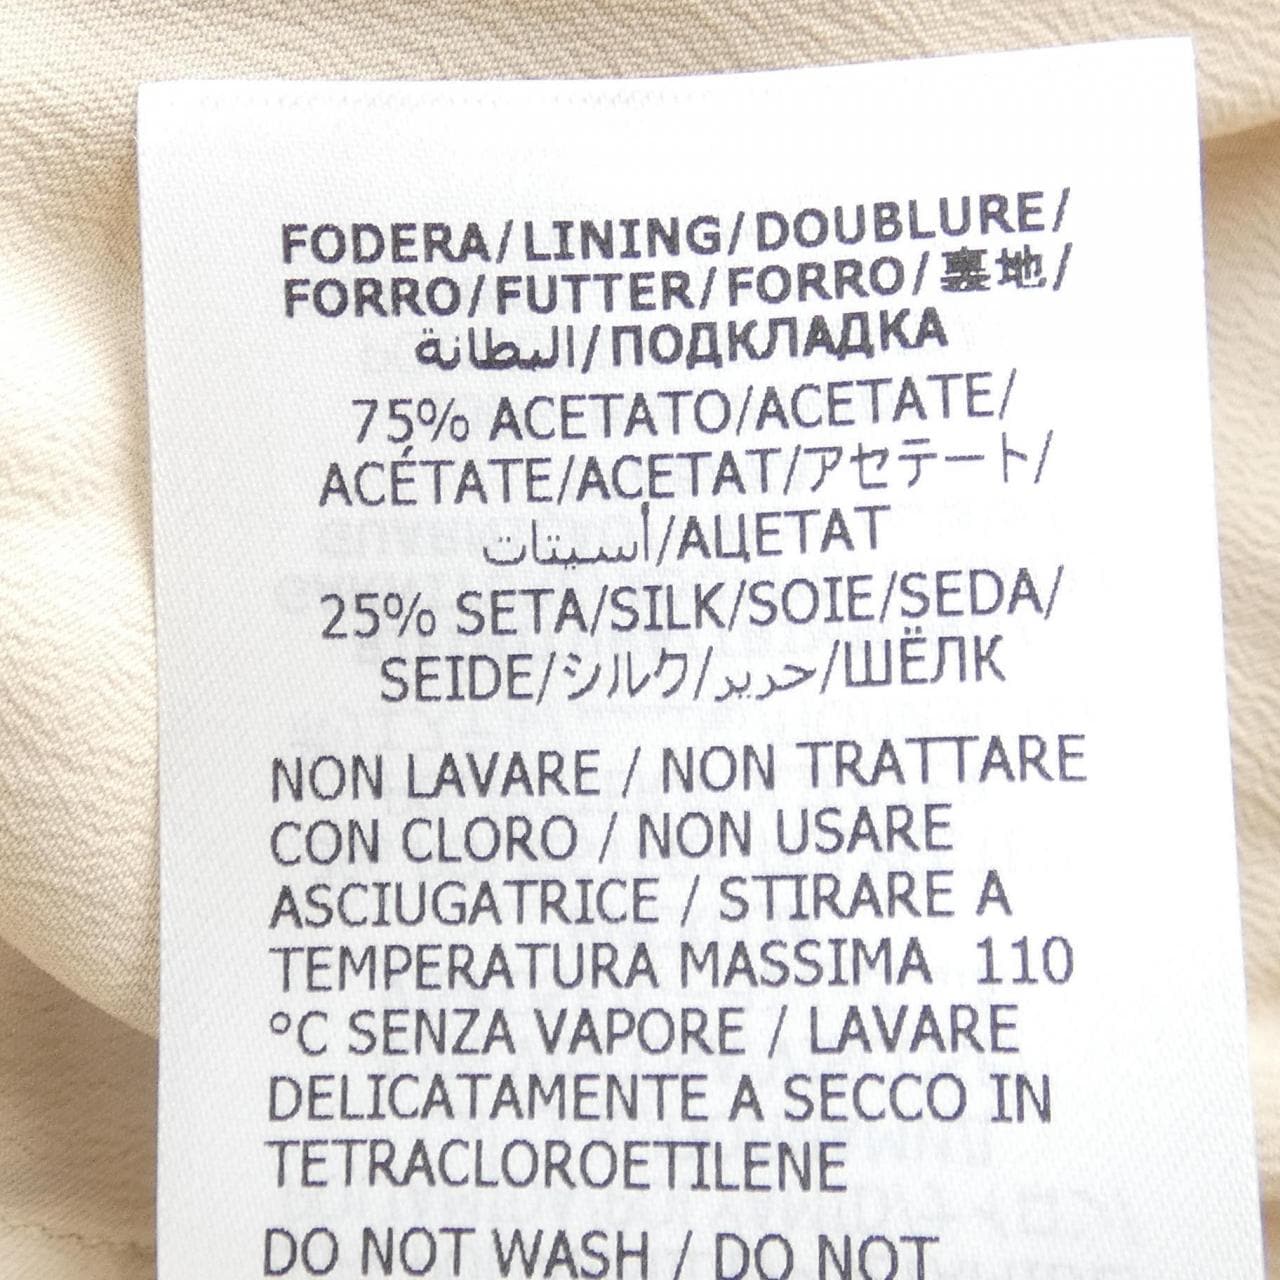 FODERA/LINING/DOUBLURE/
FORRO/FUTTER/FORRO/裏地/
البطانة/ПОДКЛАДКА
75% ACETATO/ACETATE/
ACÉTATE/ACETAT/アセテート/
أسيتات/АЦЕТАТ
25% SETA/SILK/SOIE/SEDA/
SEIDE/シルク/حرير/ШЁЛК
NON LAVARE / NON TRATTARE
CON CLORO / NON USARE
ASCIUGATRICE / STIRARE A
TEMPERATURA MASSIMA 110
°C SENZA VAPORE / LAVARE
DELICATAMENTE A SECCO IN
TETRACLOROETILENE
DO NOT WASH / DO NOT